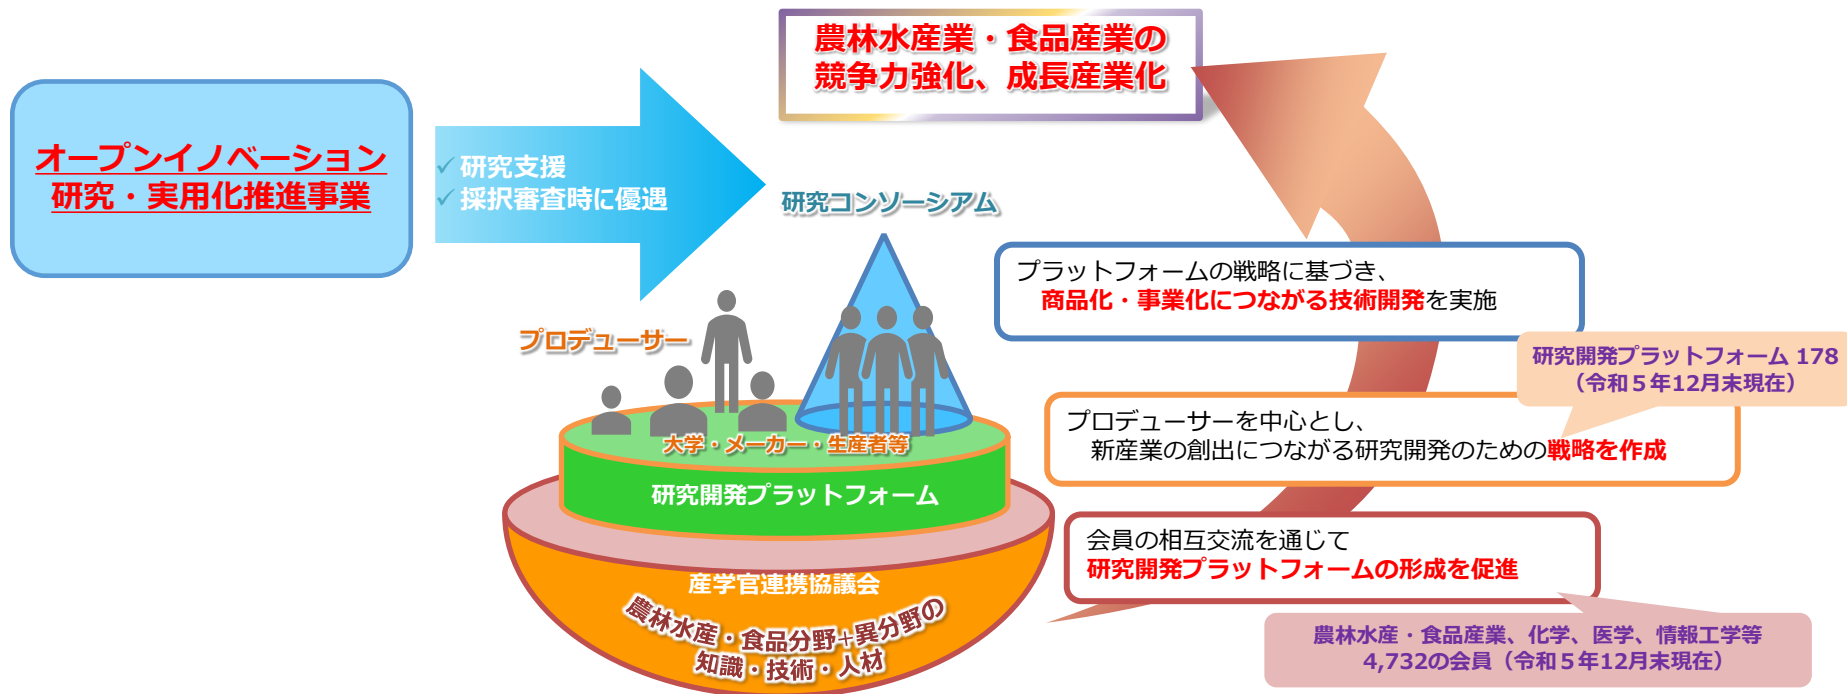 農林水産業・食品産業の
競争力強化、成長産業化
オープンイノベーション
研究・実用化推進事業
✓ 研究支援
✓ 採択審査時に優遇
研究コンソーシアム
プロデューサー
大学・メーカー・生産者等
研究開発プラットフォーム
産学官連携協議会
農林水産・食品分野+異分野の
知識・技術・人材
プラットフォームの戦略に基づき、
商品化・事業化につながる技術開発を実施
研究開発プラットフォーム 178
（令和５年12月末現在）
プロデューサーを中心とし、
新産業の創出につながる研究開発のための戦略を作成
会員の相互交流を通じて
研究開発プラットフォームの形成を促進
農林水産・食品産業、化学、医学、情報工学等
4,732の会員（令和５年12月末現在）